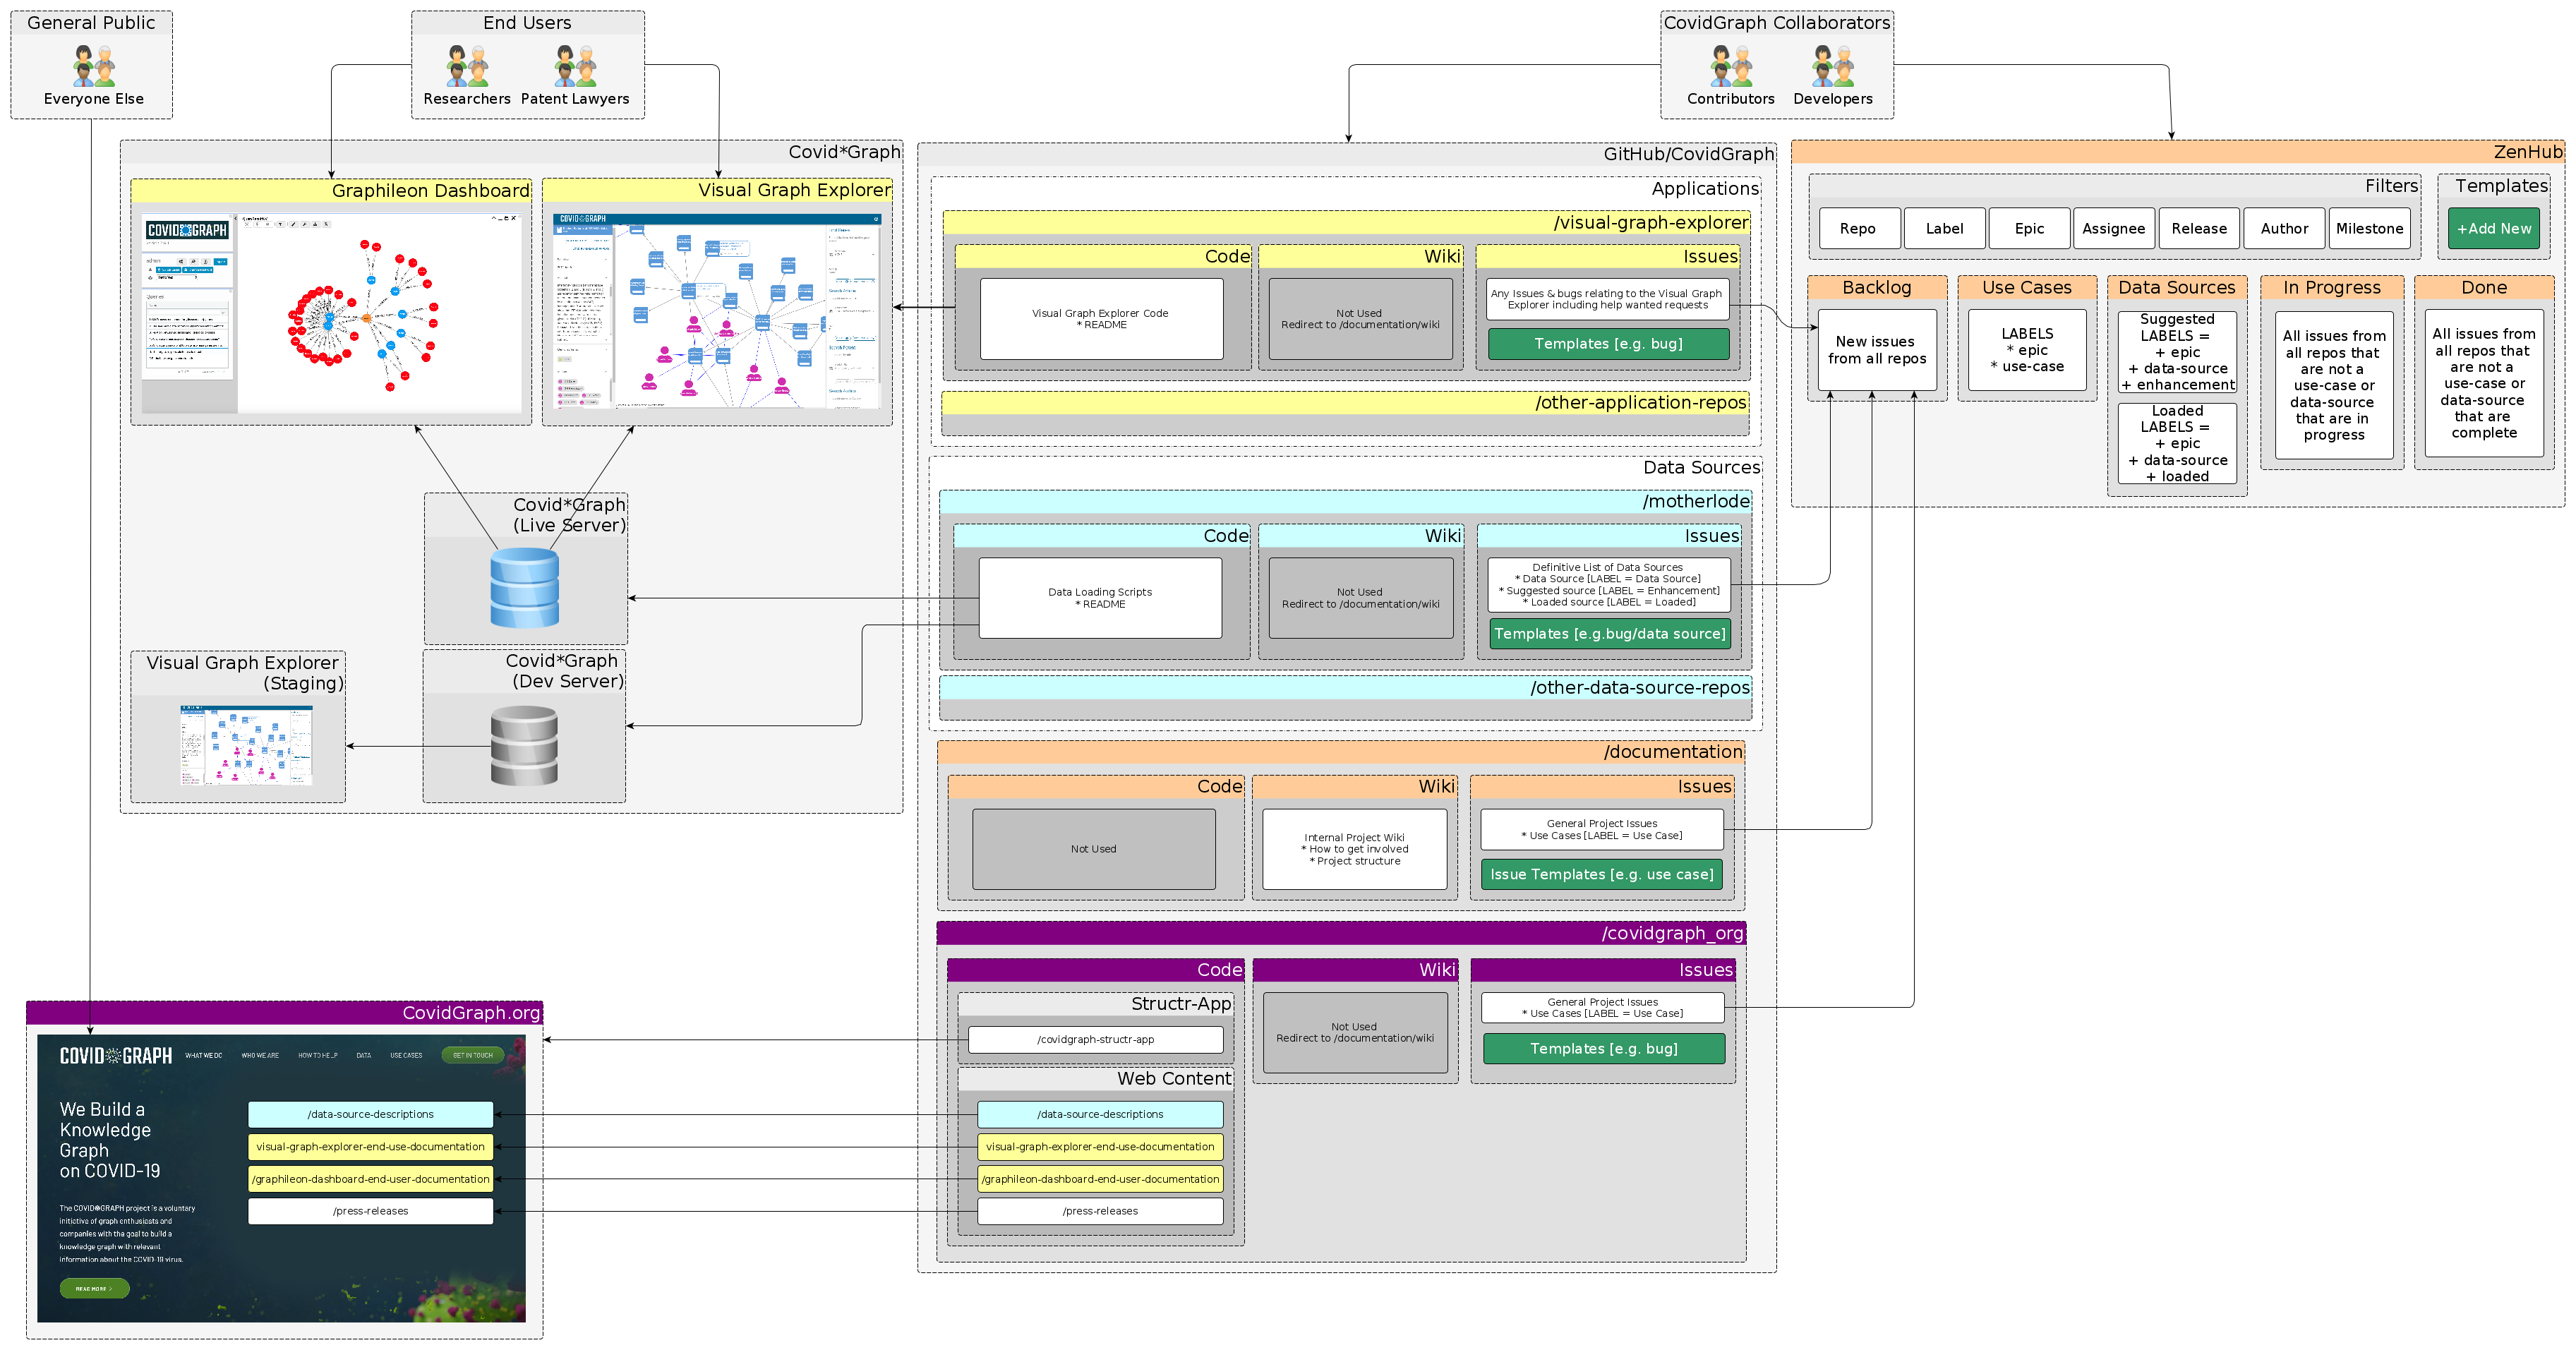 General Public
Everyone Else
End Users
Researchers
Patent Lawyers
CovidGraph Collaborators
Contributors
Developers
Covid*Graph
Graphileon Dashboard
COVID GRAPH
Queries
Visual Graph Explorer
COVID GRAPH
Covid*Graph
(Live Server)
Covid*Graph
(Dev Server)
Visual Graph Explorer
(Staging)
GitHub/CovidGraph
Applications
/visual-graph-explorer
Code
Visual Graph Explorer Code
* README
Wiki
Not Used
Redirect to /documentation/wiki
Issues
Any Issues & bugs relating to the Visual Graph
Explorer including help wanted requests
Templates [e.g. bug]
/other-application-repos
Data Sources
/motherlode
Code
Data Loading Scripts
* README
Wiki
Not Used
Redirect to /documentation/wiki
Issues
Definitive List of Data Sources
* Data Source [LABEL = Data Source]
* Suggested source [LABEL = Enhancement]
* Loaded source [LABEL = Loaded]
Templates [e.g.bug/data source]
/other-data-source-repos
/documentation
Code
Not Used
Wiki
Internal Project Wiki
* How to get involved
* Project structure
Issues
General Project Issues
* Use Cases [LABEL = Use Case]
Issue Templates [e.g. use case]
/covidgraph_org
Code
Structr-App
/covidgraph-structr-app
Web Content
/data-source-descriptions
visual-graph-explorer-end-use-documentation
/graphileon-dashboard-end-user-documentation
/press-releases
Wiki
Not Used
Redirect to /documentation/wiki
Issues
General Project Issues
* Use Cases [LABEL = Use Case]
Templates [e.g. bug]
ZenHub
Filters
Repo
Label
Epic
Assignee
Release
Author
Milestone
Templates
+Add New
Backlog
New issues
from all repos
Use Cases
LABELS
* epic
* use-case
Data Sources
Suggested
LABELS =
+ epic
+ data-source
+ enhancement
Loaded
LABELS =
+ epic
+ data-source
+ loaded
In Progress
All issues from
all repos that
are not a
use-case or
data-source
that are in
progress
Done
All issues from
all repos that
are not a
use-case or
data-source
that are
complete
CovidGraph.org
COVID GRAPH
WHAT WE DO
WHO WE ARE
HOW TO HELP
DATA
USE CASES
GET IN TOUCH
We Build a
Knowledge
Graph
on COVID-19
/data-source-descriptions
visual-graph-explorer-end-use-documentation
/graphileon-dashboard-end-user-documentation
/press-releases
The COVID GRAPH project is a voluntary
initiative of graph enthusiasts and
companies with the goal to build a
knowledge graph with relevant
information about the COVID-19 virus.
READ MORE >